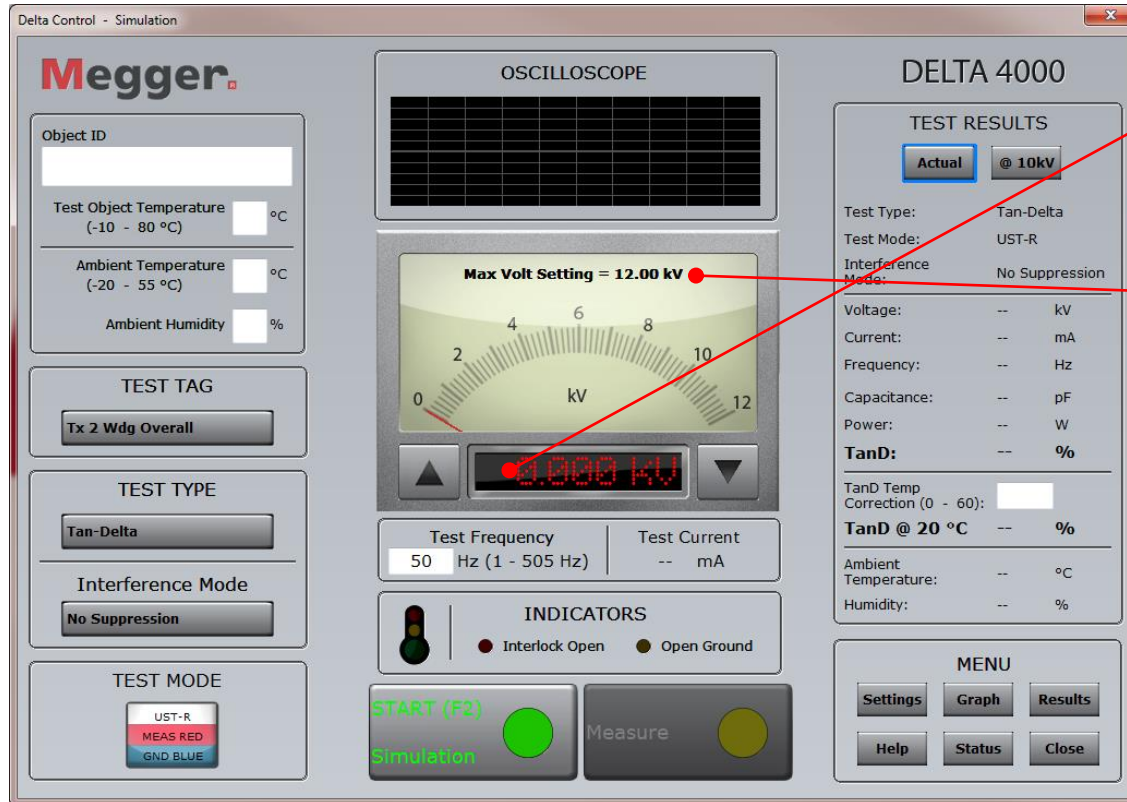 Delta Control - Simulation
Megger.
Object ID
Test Object Temperature
(-10 - 80 ºC)
ºC
Ambient Temperature
(-20 - 55 ºC)
ºC
Ambient Humidity
%
TEST TAG
Tx 2 Wdg Overall
TEST TYPE
Tan-Delta
Interference Mode
No Suppression
TEST MODE
UST-R
MEAS RED
GND BLUE
OSCILLOSCOPE
Max Volt Setting = 12.00 kV
0 2 4 6 8 10 12
kV
0.000 kV
Test Frequency
50 Hz (1 - 505 Hz)
Test Current
-- mA
INDICATORS
Interlock Open
Open Ground
START (F2)
Simulation
Measure
DELTA 4000
TEST RESULTS
Actual
@ 10kV
Test Type: Tan-Delta
Test Mode: UST-R
Interference
Mode: No Suppression
Voltage: -- kV
Current: -- mA
Frequency: -- Hz
Capacitance: -- pF
Power: -- W
TanD: -- %
TanD Temp
Correction (0 - 60):
TanD @ 20 °C -- %
Ambient
Temperature: -- ºC
Humidity: -- %
MENU
Settings Graph Results
Help Status Close